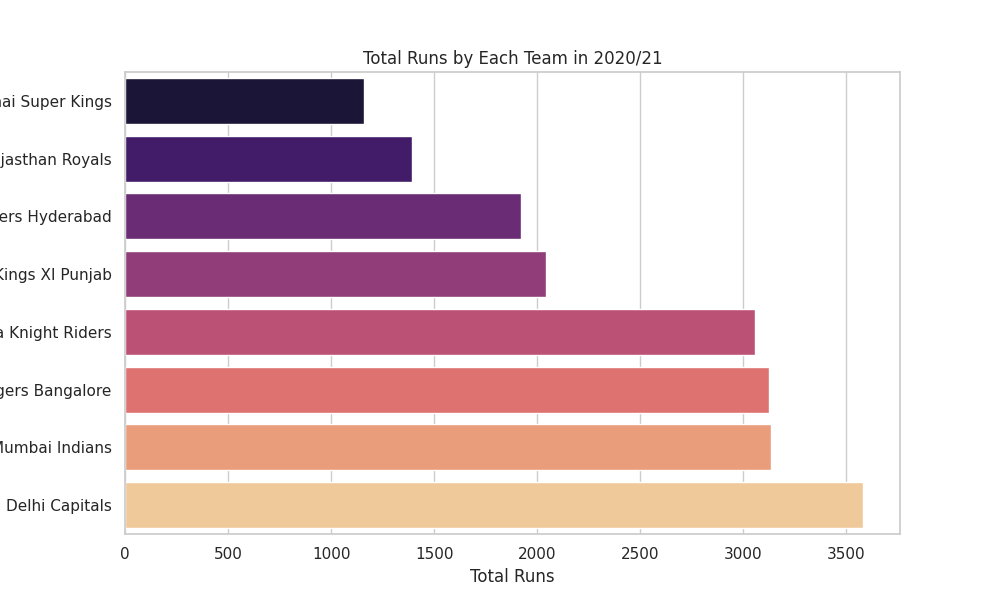 Total Runs by Each Team in 2020/21
ai Super Kings
jasthan Royals
ers Hyderabad
Kings XI Punjab
a Knight Riders
gers Bangalore
Mumbai Indians
Delhi Capitals
0 500 1000 1500 2000 2500 3000 3500
Total Runs